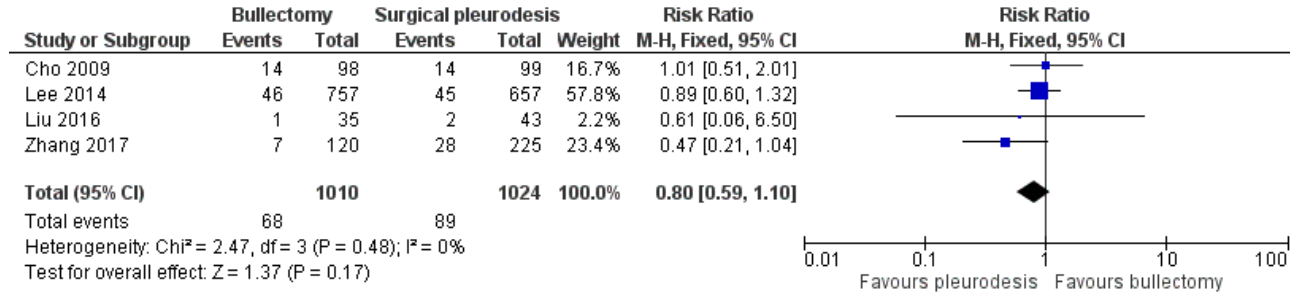 Bullectomy Surgical pleurodesis Risk Ratio Risk Ratio
Study or Subgroup Events Total Events Total Weight M-H, Fixed, 95% CI M-H, Fixed, 95% CI
Cho 2009 14 98 14 99 16.7% 1.01 [0.51, 2.01]
Lee 2014 46 757 45 657 57.8% 0.89 [0.60, 1.32]
Liu 2016 1 35 2 43 2.2% 0.61 [0.06, 6.50]
Zhang 2017 7 120 28 225 23.4% 0.47 [0.21, 1.04]
Total (95% CI) 1010 1024 100.0% 0.80 [0.59, 1.10]
Total events 68 89
Heterogeneity: Chi² = 2.47, df = 3 (P = 0.48); I² = 0%
Test for overall effect: Z = 1.37 (P = 0.17)
0.01 0.1 1 10 100
Favours pleurodesis Favours bullectomy